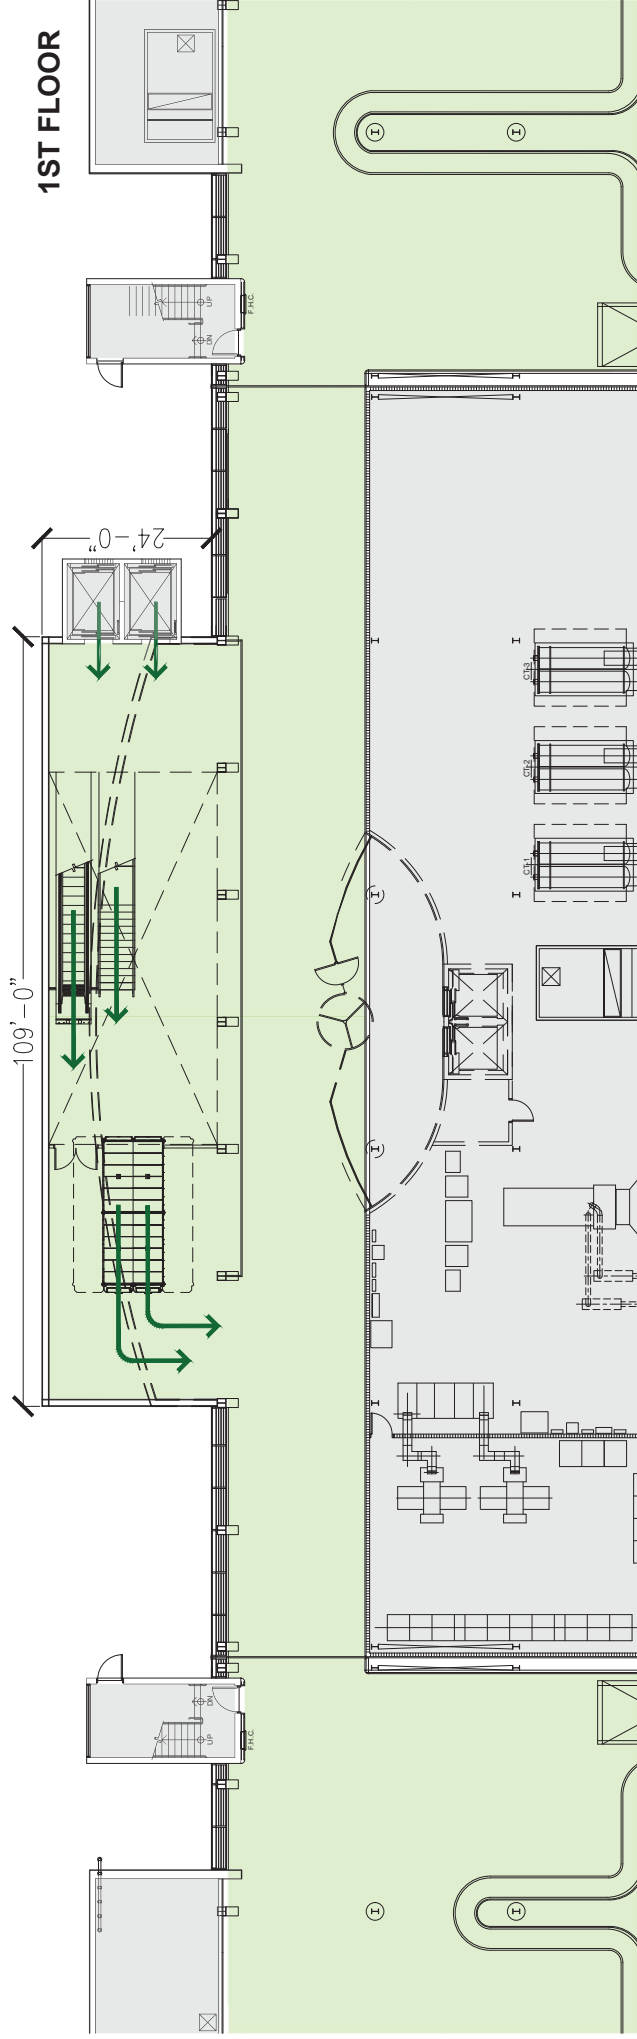 1ST FLOOR
UP
DN
F.H.C.
24'-0"
109'-0"
CT-3
CT-2
CT-1
DN
UP
F.H.C.